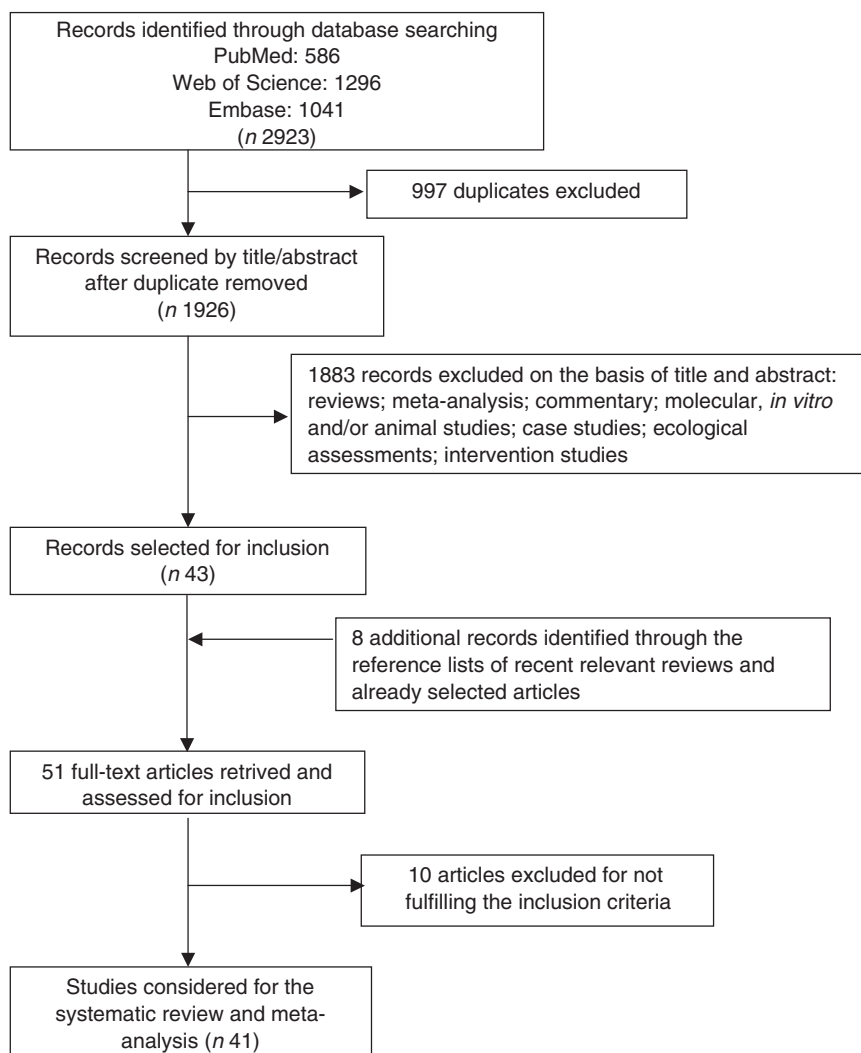 Records identified through database searching
PubMed: 586
Web of Science: 1296
Embase: 1041
(n 2923)
997 duplicates excluded
Records screened by title/abstract
after duplicate removed
(n 1926)
1883 records excluded on the basis of title and abstract:
reviews; meta-analysis; commentary; molecular, in vitro
and/or animal studies; case studies; ecological
assessments; intervention studies
Records selected for inclusion
(n 43)
8 additional records identified through the
reference lists of recent relevant reviews and
already selected articles
51 full-text articles retrived and
assessed for inclusion
10 articles excluded for not
fulfilling the inclusion criteria
Studies considered for the
systematic review and meta-
analysis (n 41)